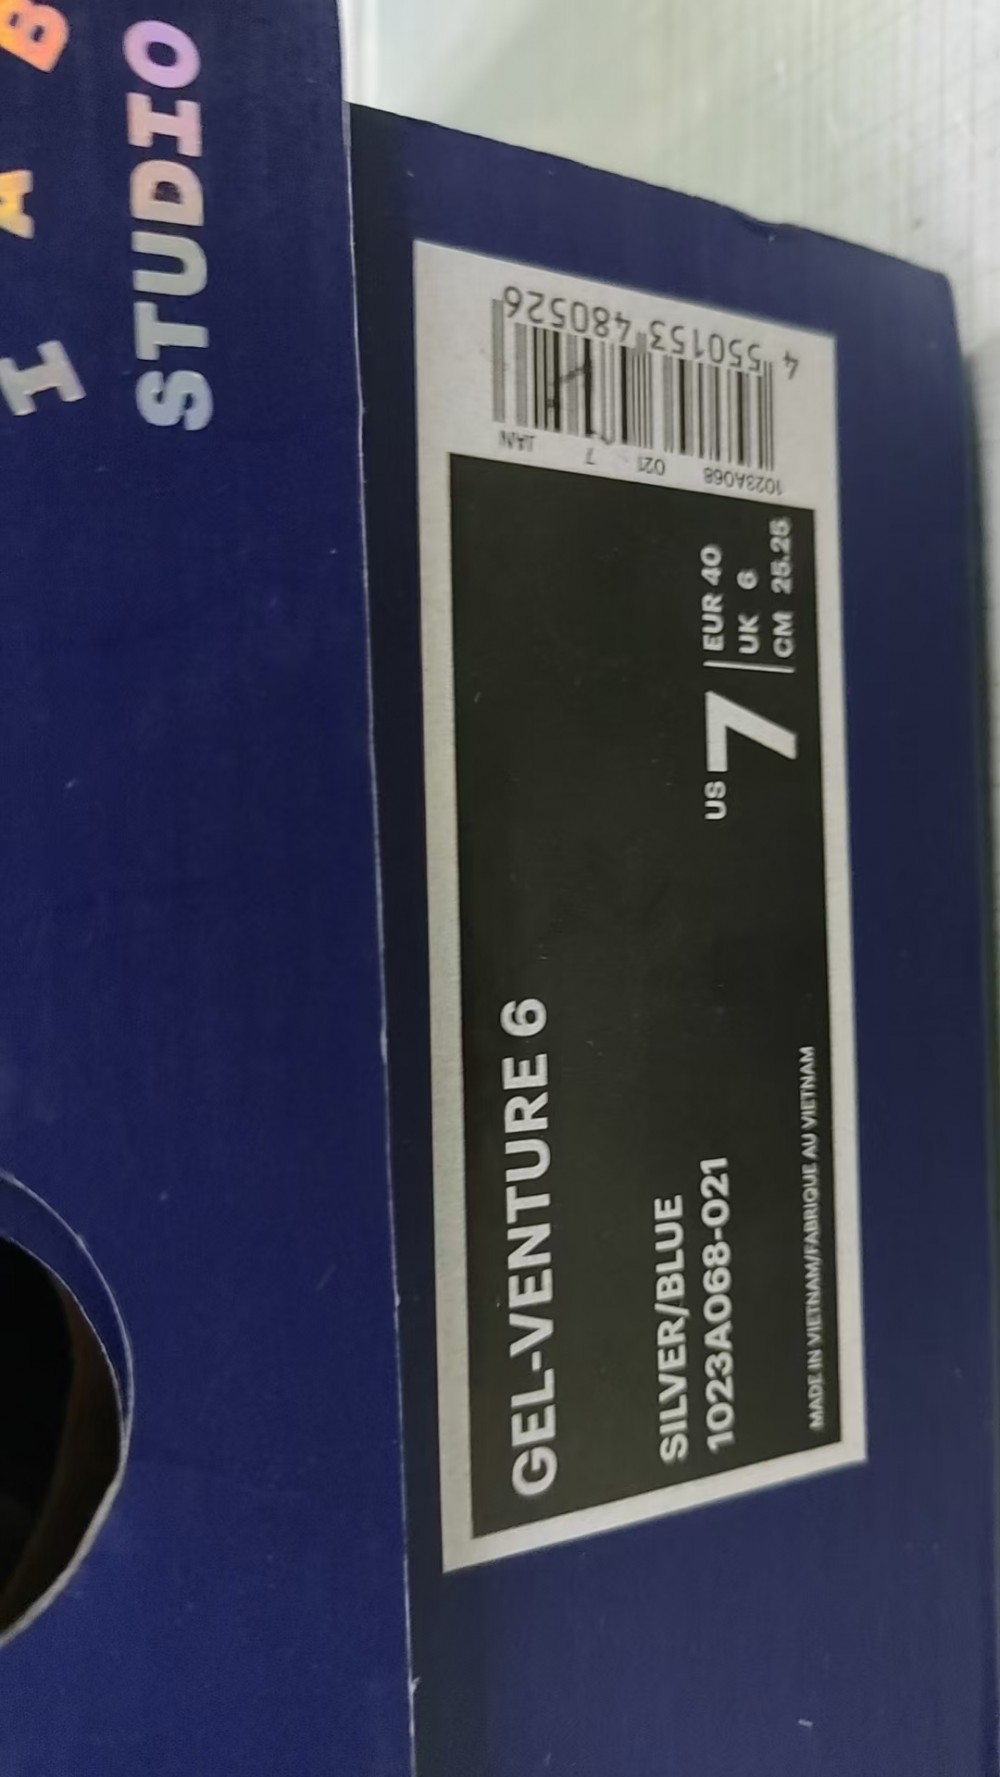 I A B
STUDIO
GEL-VENTURE 6
SILVER/BLUE
1023A068-021
US 7
EUR 40
UK 6
CM 25.25
MADE IN VIETNAM/FABRIQUE AU VIETNAM
1023A068 021 7 JAN
4 550153 480526